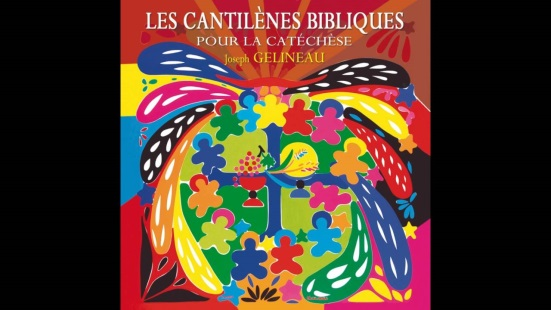 LES CANTILÈNES BIBLIQUES
POUR LA CATÉCHÈSE
Joseph GELINEAU